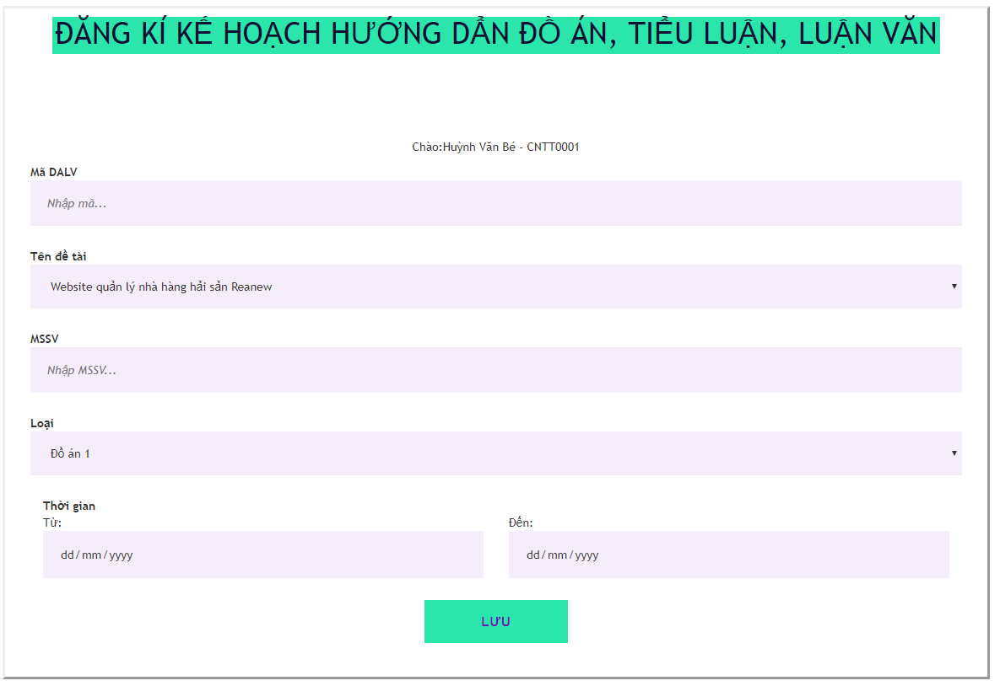 ĐĂNG KÍ KẾ HOẠCH HƯỚNG DẪN ĐỒ ÁN, TIỂU LUẬN, LUẬN VĂN
Chào:Huỳnh Văn Bé - CNTT0001
Mã DALV
Nhập mã...
Tên đề tài
Website quản lý nhà hàng hải sản Reanew
MSSV
Nhập MSSV...
Loại
Đồ án 1
Thời gian
Từ: Đến:
dd/mm/yyyy dd/mm/yyyy
LƯU